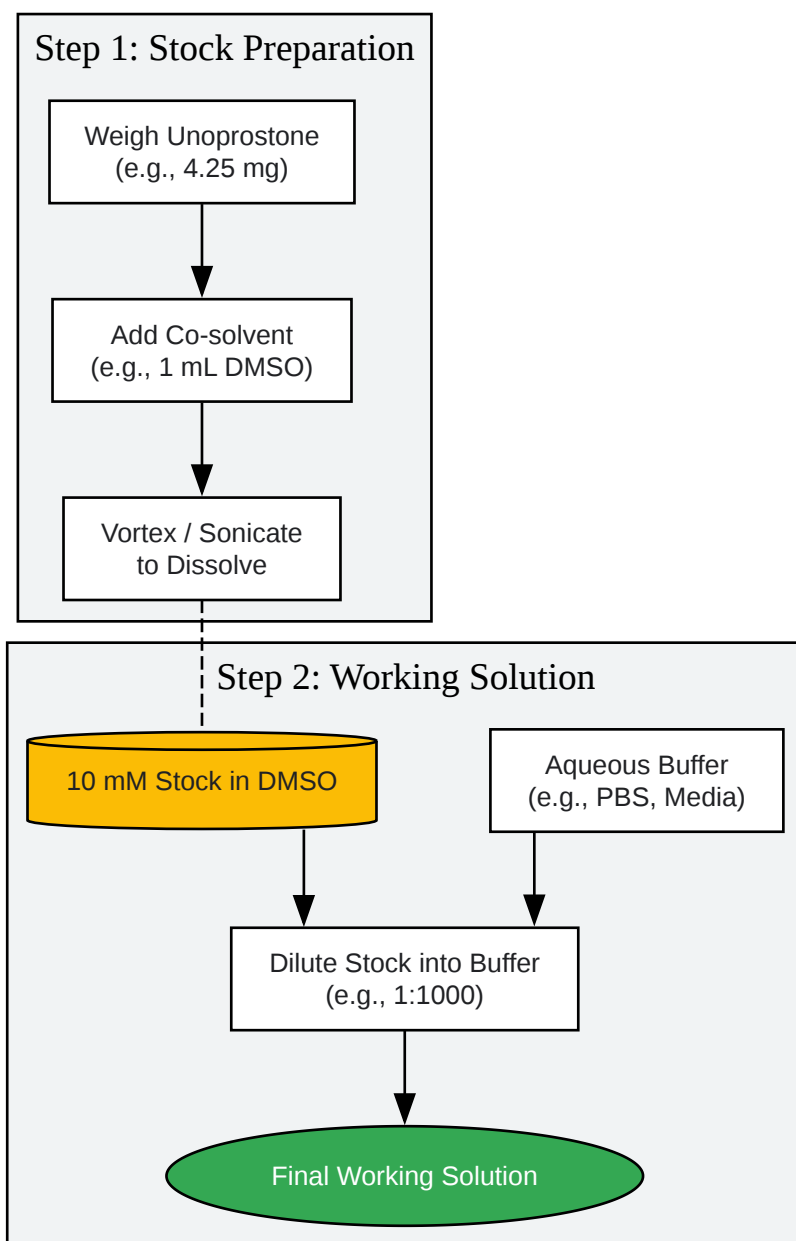 Step 1: Stock Preparation
Weigh Unoprostone
(e.g., 4.25 mg)
Add Co-solvent
(e.g., 1 mL DMSO)
Vortex / Sonicate
to Dissolve
Step 2: Working Solution
10 mM Stock in DMSO
Aqueous Buffer
(e.g., PBS, Media)
Dilute Stock into Buffer
(e.g., 1:1000)
Final Working Solution